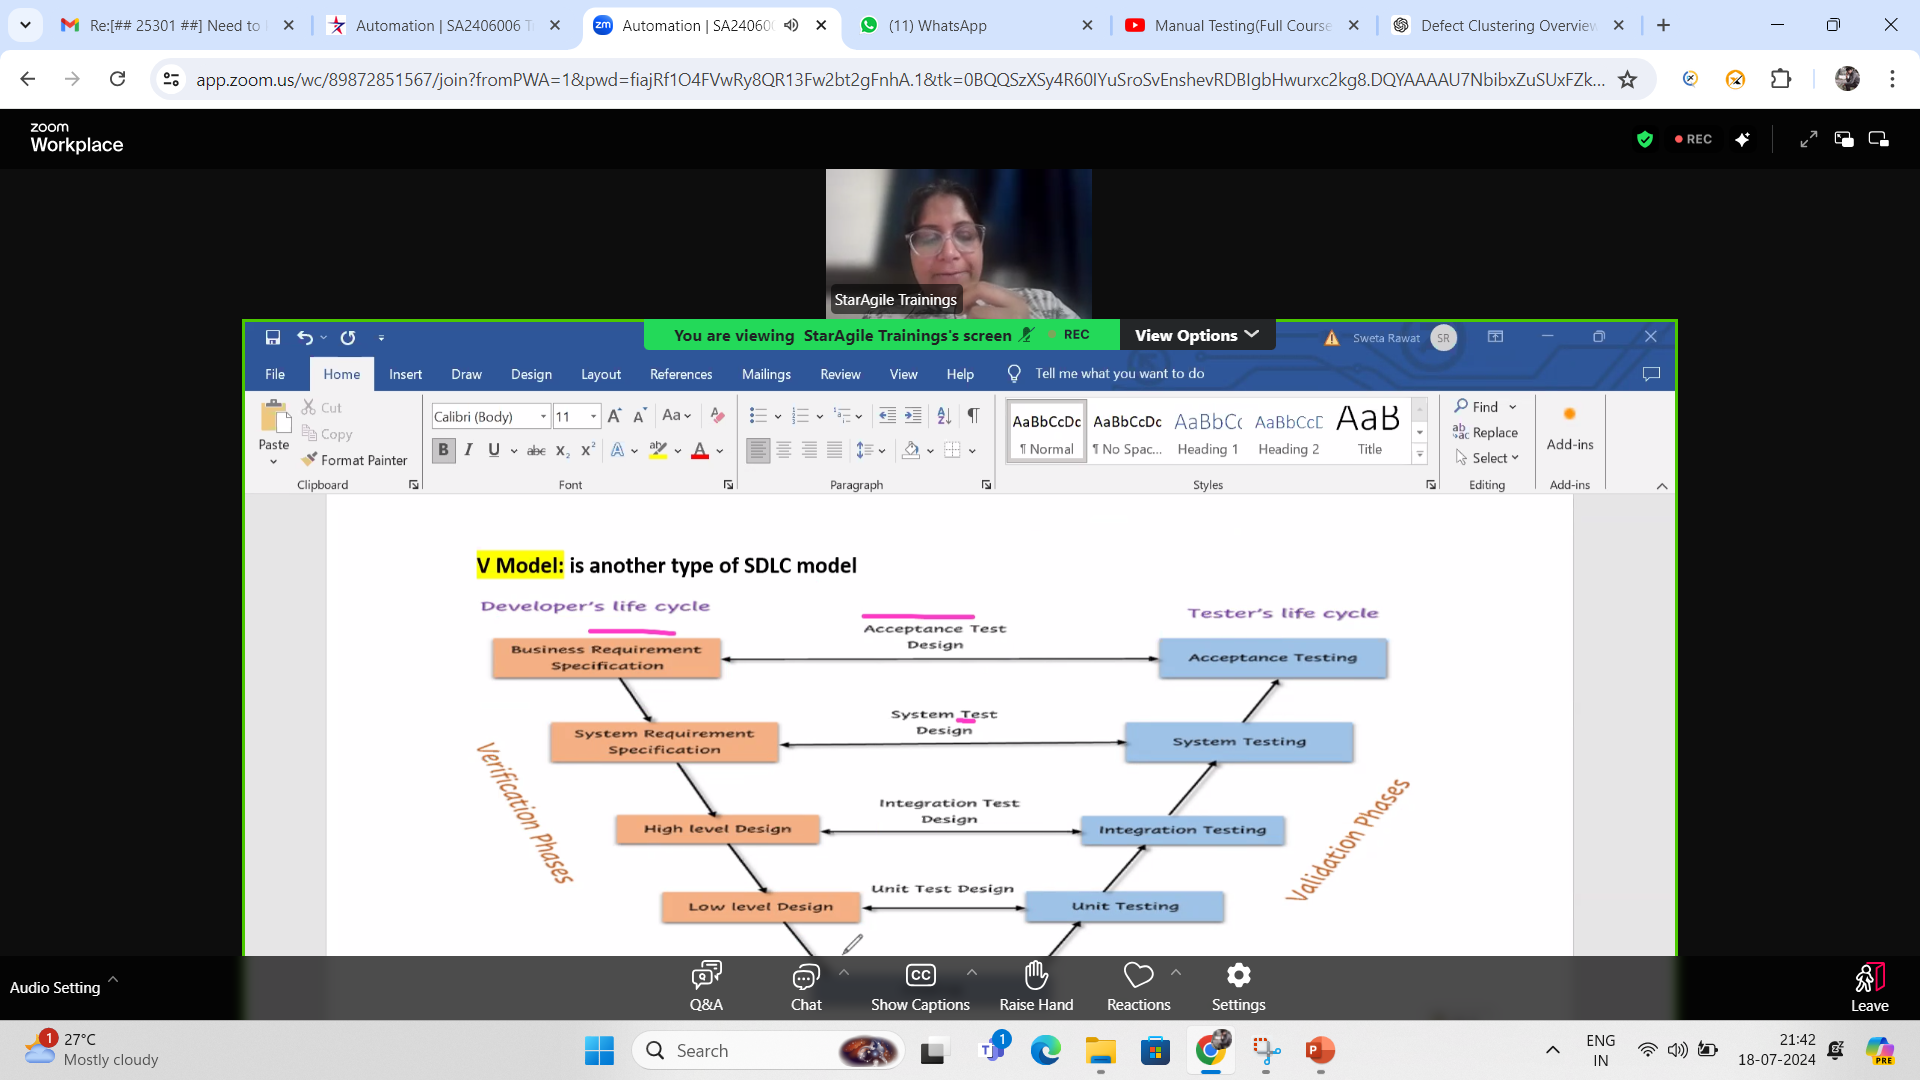 Re:[## 25301 ##] Need to
Automation | SA2406006 T
Automation | SA24060
(11) WhatsApp
Manual Testing(Full Course
Defect Clustering Overview
app.zoom.us/wc/89872851567/join?fromPWA=1&pwd=fiajRf1O4FVwRy8QR13Fw2bt2gFnhA.1&tk=0BQQSzXSy4R60IYuSroSvEnshevRDBIgbHwurxc2kg8.DQYAAAAU7NbibxZuSUxFZk...
zoom
Workplace
REC
StarAgile Trainings
You are viewing StarAgile Trainings's screen
REC
View Options
Sweta Rawat
SR
File
Home
Insert
Draw
Design
Layout
References
Mailings
Review
View
Help
Tell me what you want to do
Paste
Cut
Copy
Format Painter
Clipboard
Calibri (Body)
11
Font
Paragraph
AaBbCcDc
¶ Normal
AaBbCcDc
¶ No Spac...
AaBbCc
Heading 1
AaBbCcE
Heading 2
AaB
Title
Styles
Find
Replace
Select
Editing
Add-ins
Add-ins
V Model: is another type of SDLC model
Developer's life cycle
Tester's life cycle
Acceptance Test
Design
Business Requirement
Specification
Acceptance Testing
System Test
Design
System Requirement
Specification
System Testing
Verification Phases
Validation Phases
Integration Test
Design
High level Design
Integration Testing
Unit Test Design
Low level Design
Unit Testing
Audio Setting
Q&A
Chat
Show Captions
Raise Hand
Reactions
Settings
Leave
1
27°C
Mostly cloudy
Search
1
ENG
IN
21:42
18-07-2024
PRE